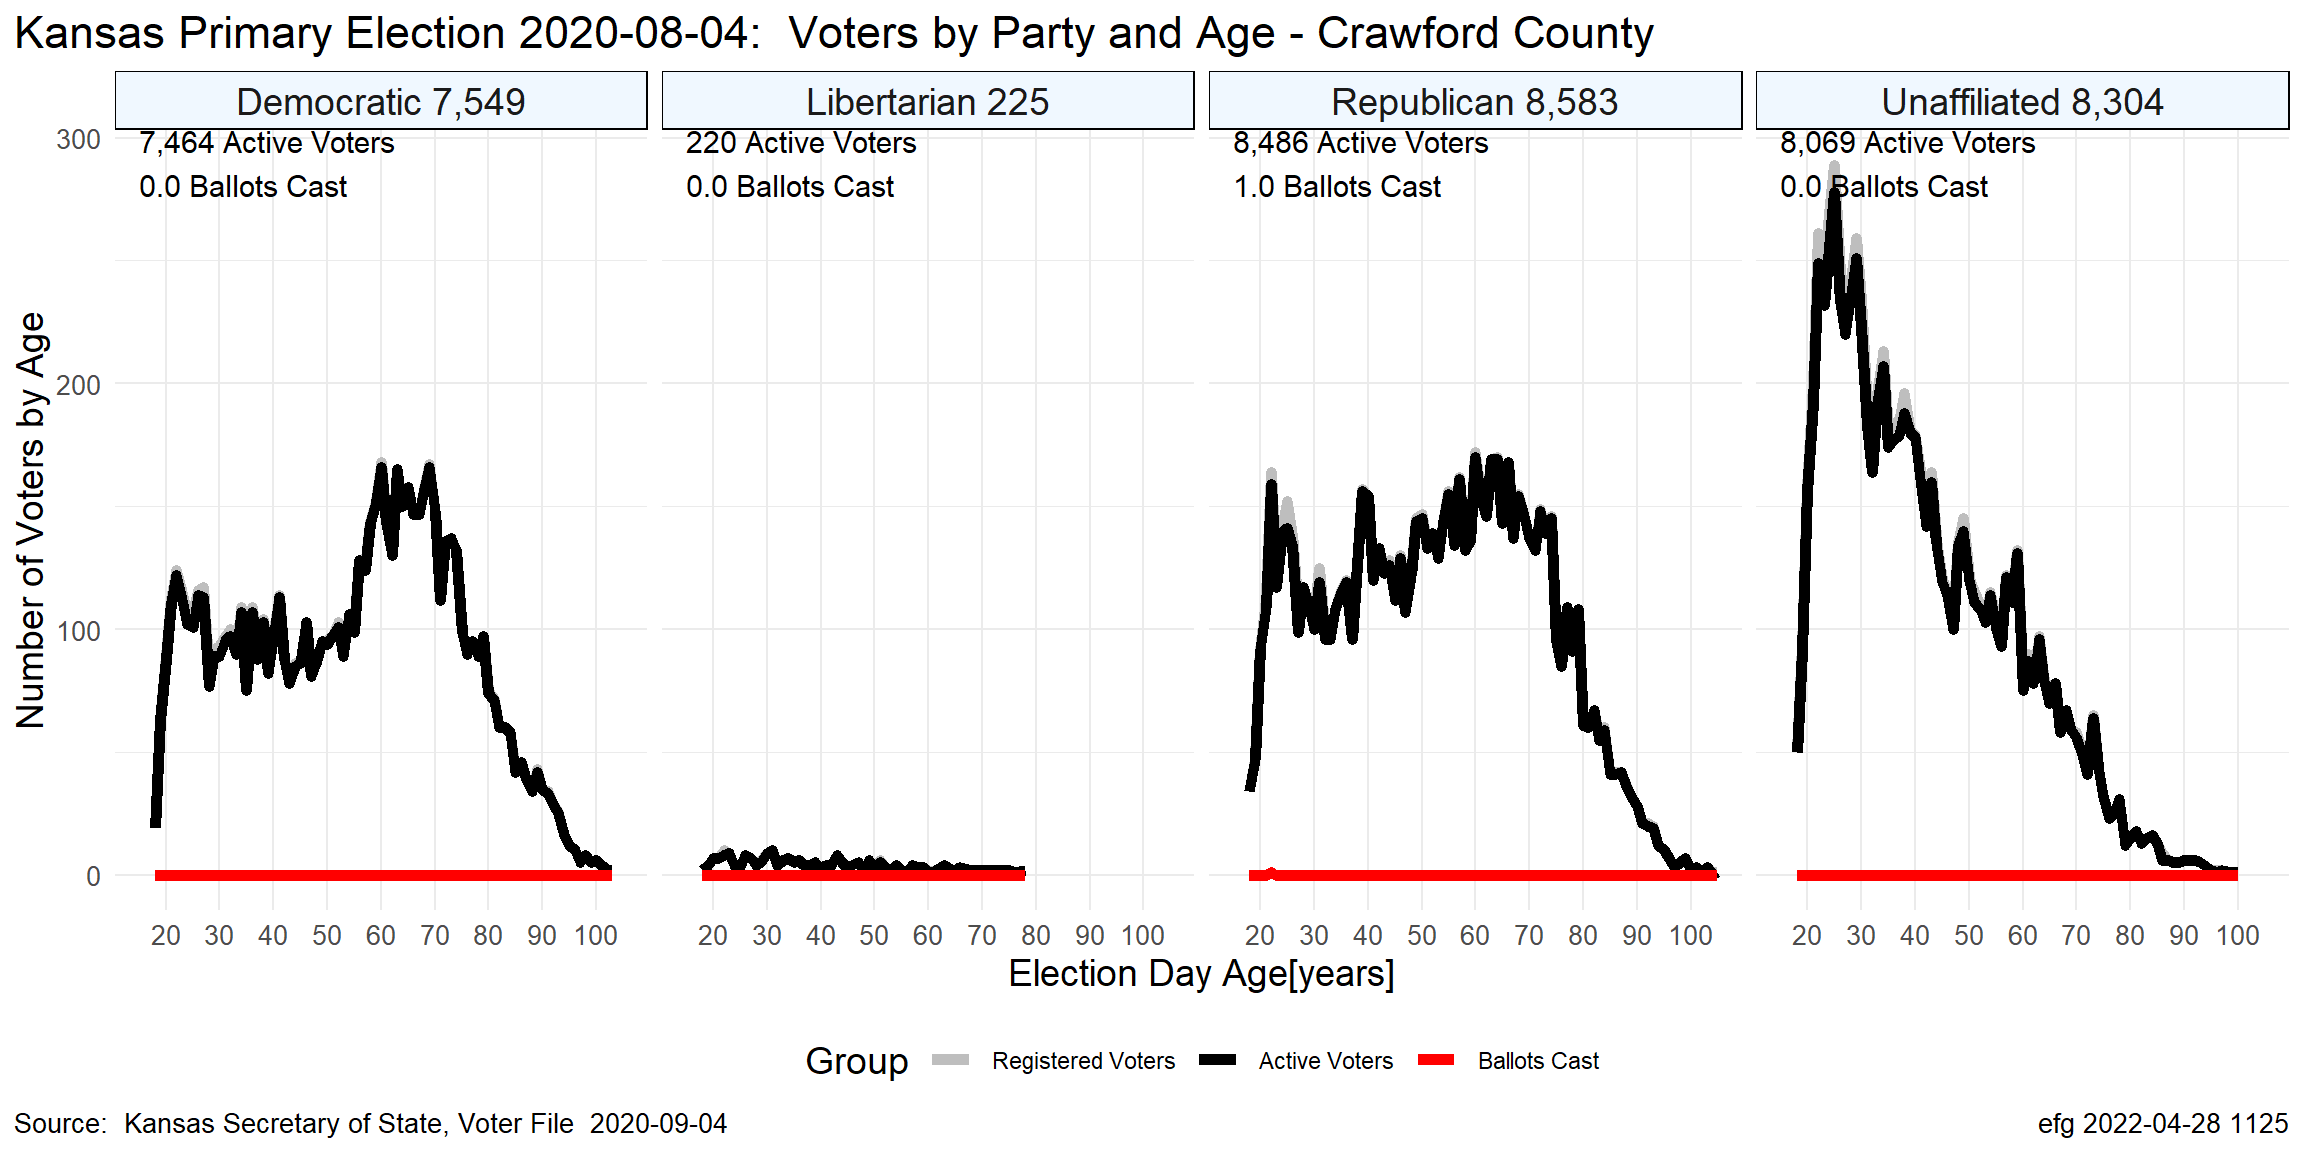 Kansas Primary Election 2020-08-04:  Voters by Party and Age - Crawford County
Democratic 7,549
Libertarian 225
Republican 8,583
Unaffiliated 8,304
7,464 Active Voters
0.0 Ballots Cast
220 Active Voters
0.0 Ballots Cast
8,486 Active Voters
1.0 Ballots Cast
8,069 Active Voters
0.0 Ballots Cast
Number of Voters by Age
300
200
100
0
20 30 40 50 60 70 80 90 100
20 30 40 50 60 70 80 90 100
20 30 40 50 60 70 80 90 100
20 30 40 50 60 70 80 90 100
Election Day Age[years]
Group Registered Voters Active Voters Ballots Cast
Source:  Kansas Secretary of State, Voter File  2020-09-04
efg 2022-04-28 1125